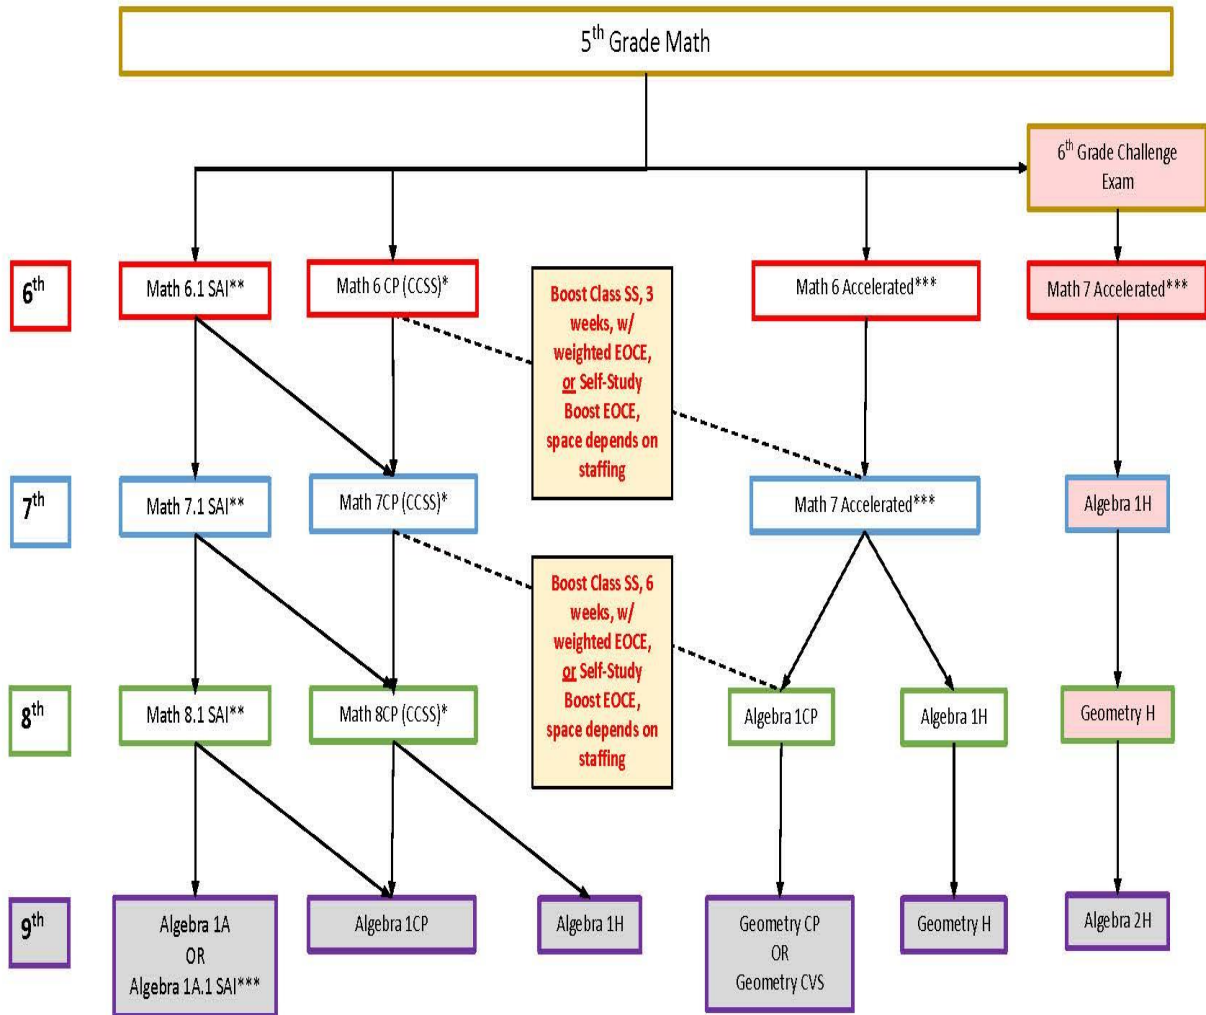 5th Grade Math
6th Grade Challenge
Exam
6th
Math 6.1 SAI**
Math 6 CP (CCSS)*
Boost Class SS, 3
weeks, w/
weighted EOCE,
or Self-Study
Boost EOCE,
space depends on
staffing
Math 6 Accelerated***
Math 7 Accelerated***
7th
Math 7.1 SAI**
Math 7CP (CCSS)*
Math 7 Accelerated***
Algebra 1H
Boost Class SS, 6
weeks, w/
weighted EOCE,
or Self-Study
Boost EOCE,
space depends on
staffing
8th
Math 8.1 SAI**
Math 8CP (CCSS)*
Algebra 1CP
Algebra 1H
Geometry H
9th
Algebra 1A
OR
Algebra 1A.1 SAI***
Algebra 1CP
Algebra 1H
Geometry CP
OR
Geometry CVS
Geometry H
Algebra 2H